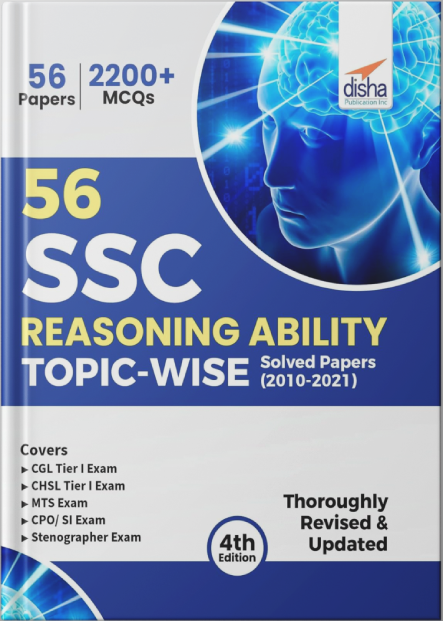 56 Papers
2200+ MCQs
disha
Publication Inc
56
SSC
REASONING ABILITY
TOPIC-WISE
Solved Papers
(2010-2021)
Covers
▸ CGL Tier I Exam
▸ CHSL Tier I Exam
▸ MTS Exam
▸ CPO/ SI Exam
▸ Stenographer Exam
Thoroughly
Revised &
Updated
4th
Edition